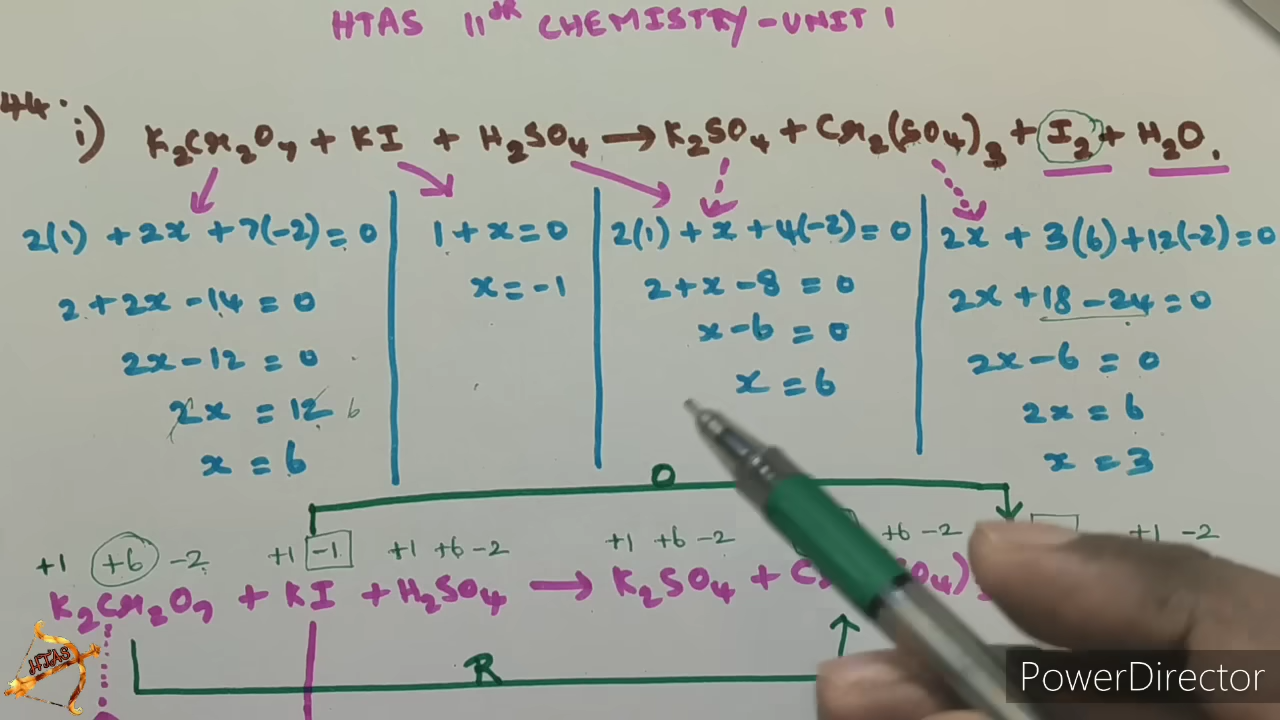 HTAS 11th CHEMISTRY - UNIT 1
44. i) K₂Cr₂O₇ + KI + H₂SO₄ → K₂SO₄ + Cr₂(SO₄)₃ + I₂ + H₂O.
2(1) + 2x + 7(-2) = 0
2 + 2x - 14 = 0
2x - 12 = 0
2x = 12 6
x = 6
1 + x = 0
x = -1
2(1) + x + 4(-2) = 0
2 + x - 8 = 0
x - 6 = 0
x = 6
2x + 3(6) + 12(-2) = 0
2x + 18 - 24 = 0
2x - 6 = 0
2x = 6
x = 3
O
+1 +6 -2 +1 -1 +1 +6 -2 +1 +6 -2 +6 -2 +1 -2
K₂Cr₂O₇ + KI + H₂SO₄ → K₂SO₄ + C SO₄)
R
HTAS
PowerDirector